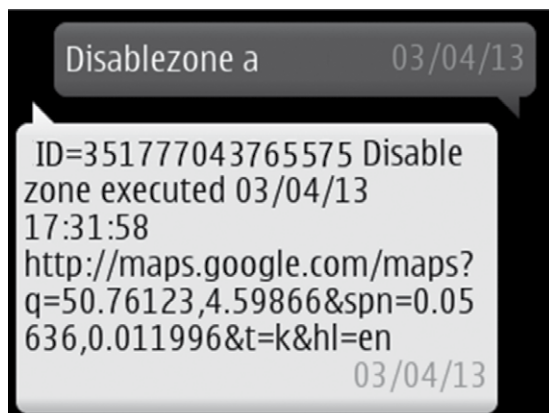 Disablezone a 03/04/13
ID=351777043765575 Disable
zone executed 03/04/13
17:31:58
http://maps.google.com/maps?
q=50.76123,4.59866&spn=0.05
636,0.011996&t=k&hl=en
03/04/13